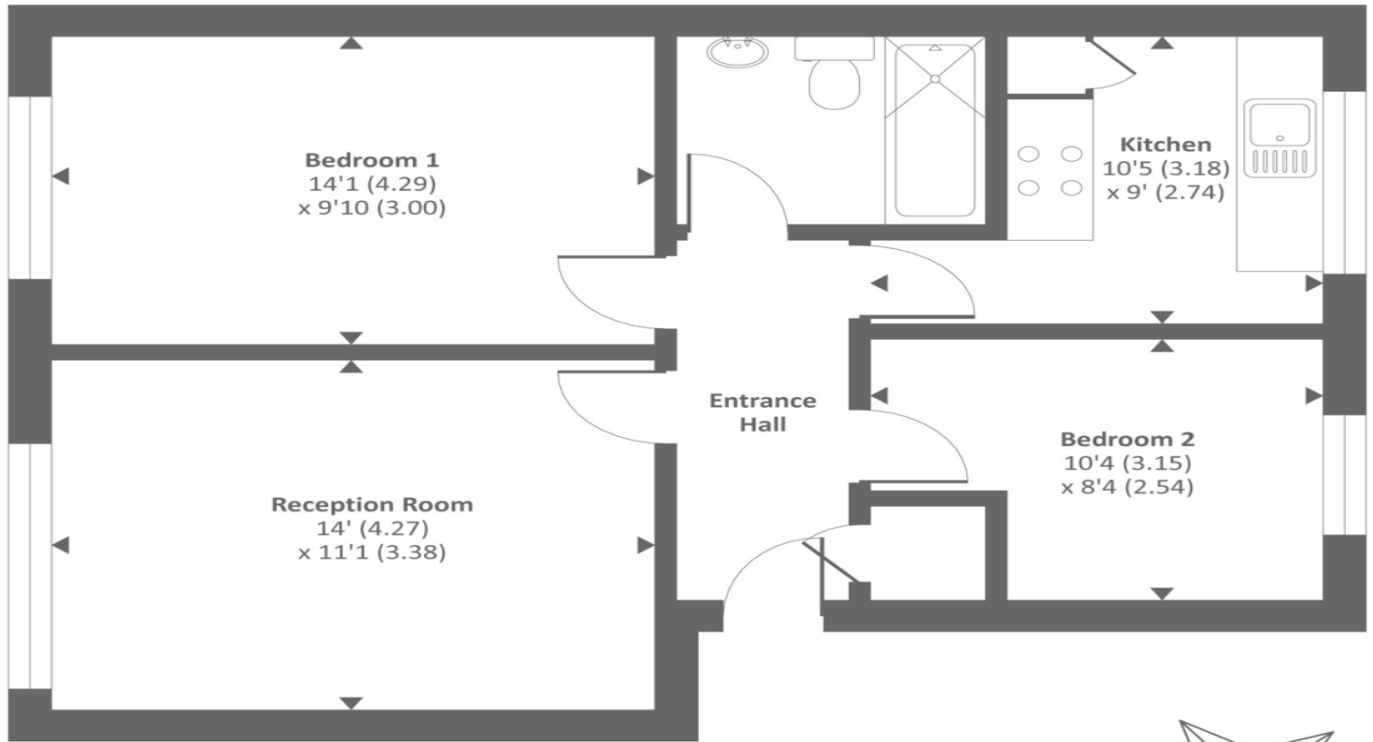 Bedroom 1
14'1 (4.29)
x 9'10 (3.00)
Kitchen
10'5 (3.18)
x 9' (2.74)
Entrance
Hall
Bedroom 2
10'4 (3.15)
x 8'4 (2.54)
Reception Room
14' (4.27)
x 11'1 (3.38)